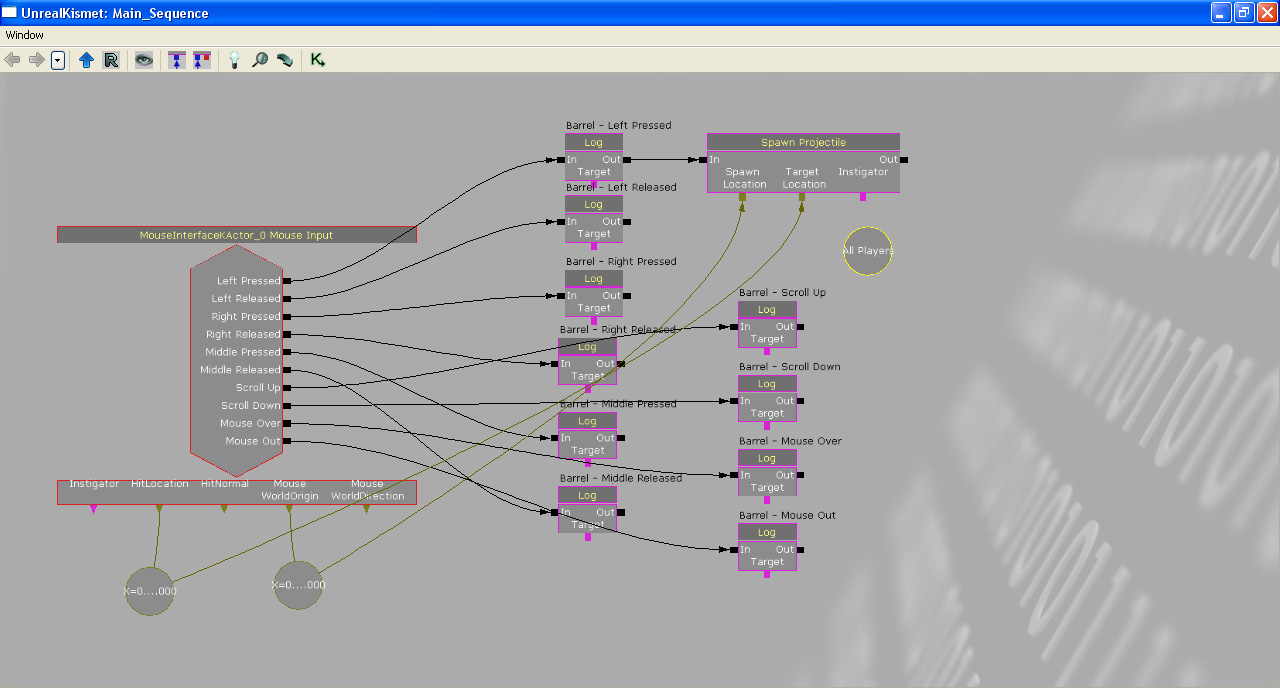 UnrealKismet: Main_Sequence
Window
MouseInterfaceKActor_0 Mouse Input
Left Pressed
Left Released
Right Pressed
Right Released
Middle Pressed
Middle Released
Scroll Up
Scroll Down
Mouse Over
Mouse Out
Instigator HitLocation HitNormal Mouse WorldOrigin Mouse WorldDirection
X=0....000
X=0....000
Barrel - Left Pressed
Log
In Out
Target
Barrel - Left Released
Log
In Out
Target
Barrel - Right Pressed
Log
In Out
Target
Barrel - Right Released
Log
In Out
Target
Barrel - Middle Pressed
Log
In Out
Target
Barrel - Middle Released
Log
In Out
Target
Spawn Projectile
In Out
Spawn Location
Target Location
Instigator
All Players
Barrel - Scroll Up
Log
In Out
Target
Barrel - Scroll Down
Log
In Out
Target
Barrel - Mouse Over
Log
In Out
Target
Barrel - Mouse Out
Log
In Out
Target